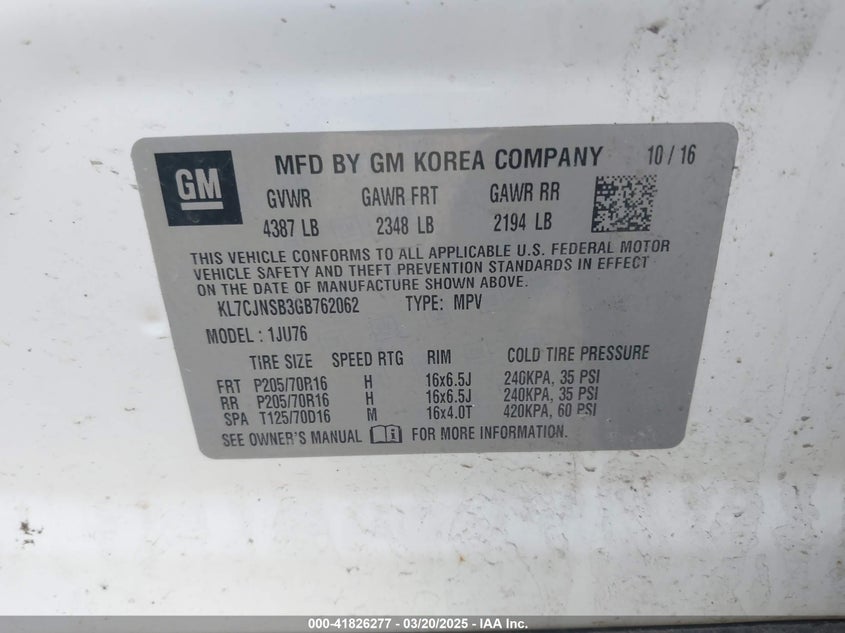 GM
MFD BY GM KOREA COMPANY 10 / 16
GVWR GAWR FRT GAWR RR
4387 LB 2348 LB 2194 LB
THIS VEHICLE CONFORMS TO ALL APPLICABLE U.S. FEDERAL MOTOR
VEHICLE SAFETY AND THEFT PREVENTION STANDARDS IN EFFECT
ON THE DATE OF MANUFACTURE SHOWN ABOVE.
KL7CJNSB3GB762062 TYPE: MPV
MODEL : 1JU76
TIRE SIZE SPEED RTG RIM COLD TIRE PRESSURE
FRT P205/70R16 H 16x6.5J 240KPA, 35 PSI
RR P205/70R16 H 16x6.5J 240KPA, 35 PSI
SPA T125/70D16 M 16x4.0T 420KPA, 60 PSI
SEE OWNER'S MANUAL FOR MORE INFORMATION.
000-41826277 - 03/20/2025 - IAA Inc.